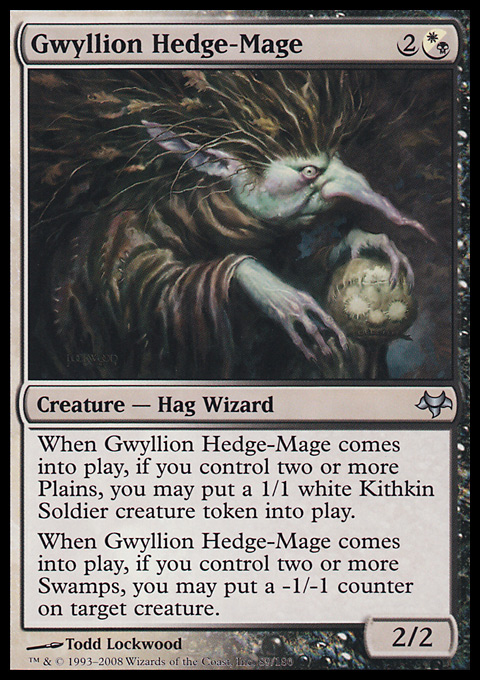 Gwyllion Hedge-Mage 2
LOCKWOOD
Creature — Hag Wizard
When Gwyllion Hedge-Mage comes
into play, if you control two or more
Plains, you may put a 1/1 white Kithkin
Soldier creature token into play.
When Gwyllion Hedge-Mage comes
into play, if you control two or more
Swamps, you may put a -1/-1 counter
on target creature.
Todd Lockwood
2/2
™ & © 1993–2008 Wizards of the Coast, Inc. 89/180